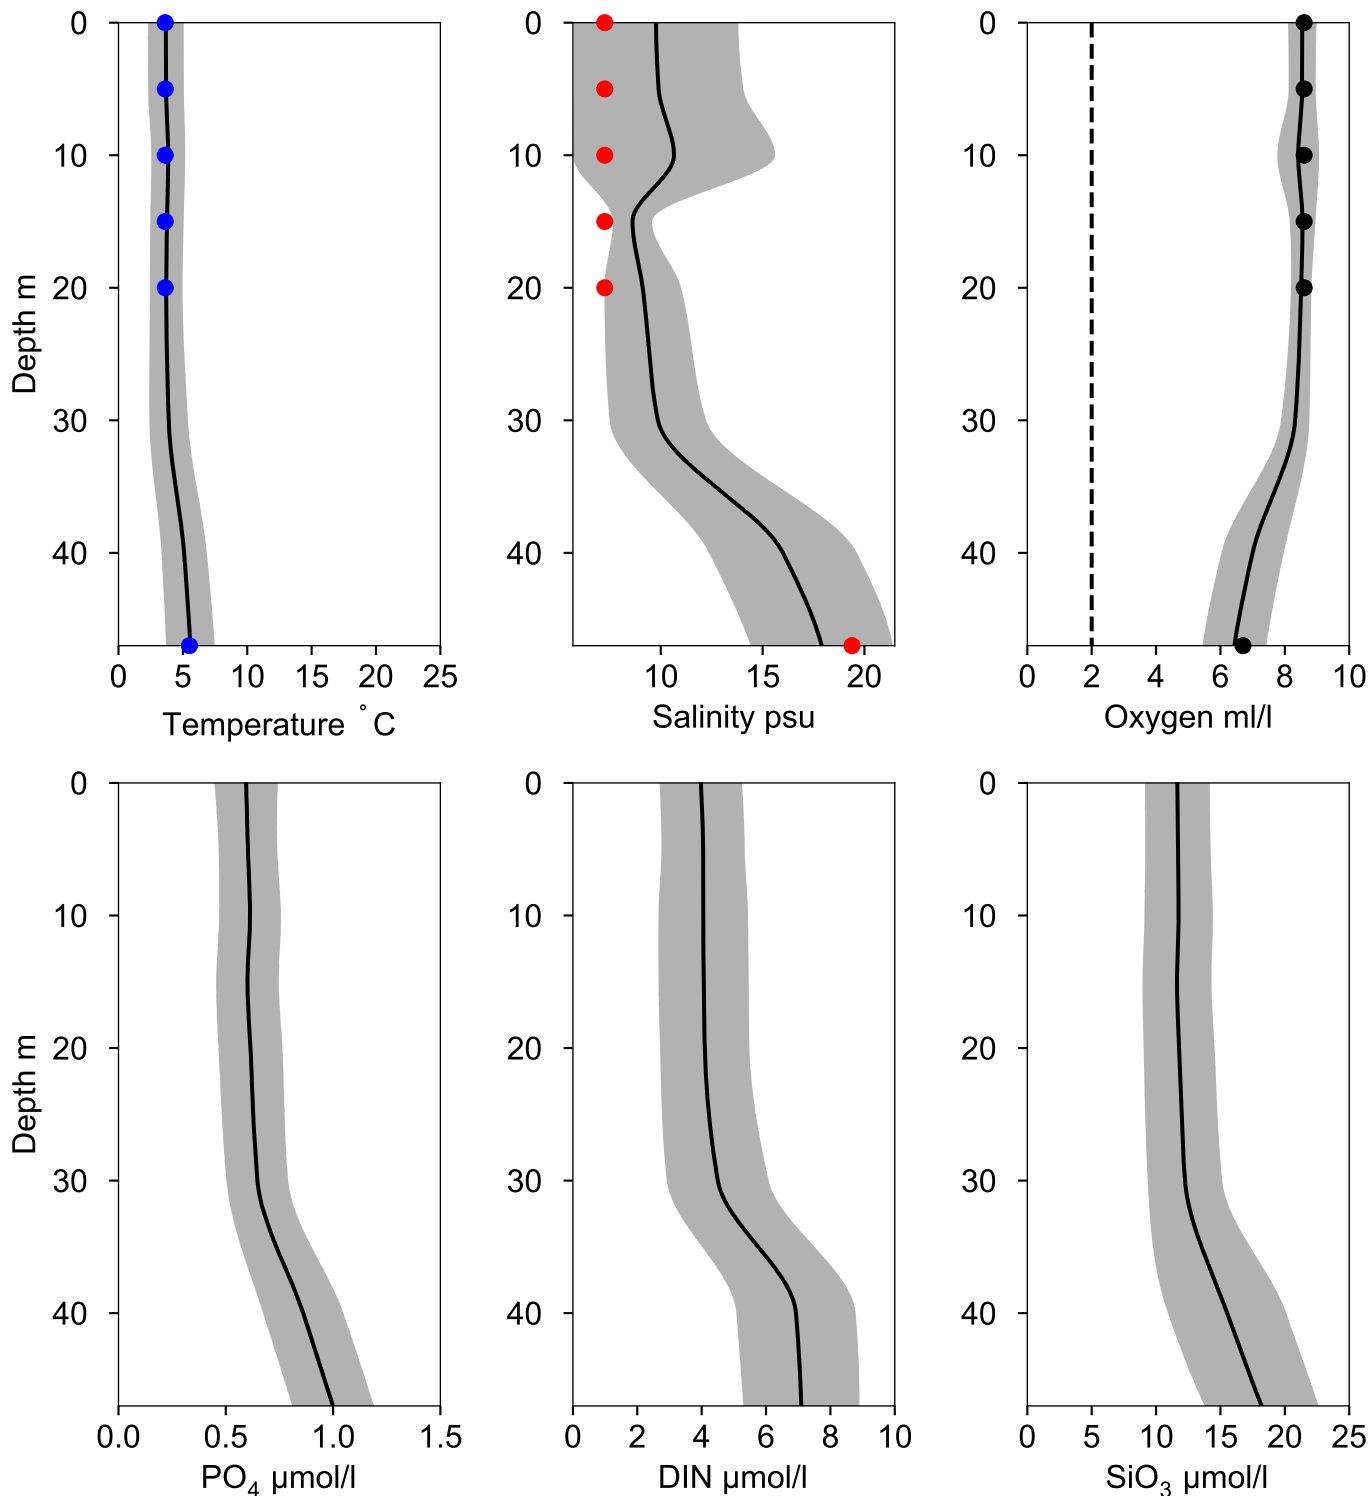 0
10
20
30
40
Depth m
0 5 10 15 20 25
Temperature °C
0
10
20
30
40
10 15 20
Salinity psu
0
10
20
30
40
0 2 4 6 8 10
Oxygen ml/l
0
10
20
30
40
Depth m
0.0 0.5 1.0 1.5
PO₄ µmol/l
0
10
20
30
40
0 2 4 6 8 10
DIN µmol/l
0
10
20
30
40
0 5 10 15 20 25
SiO₃ µmol/l